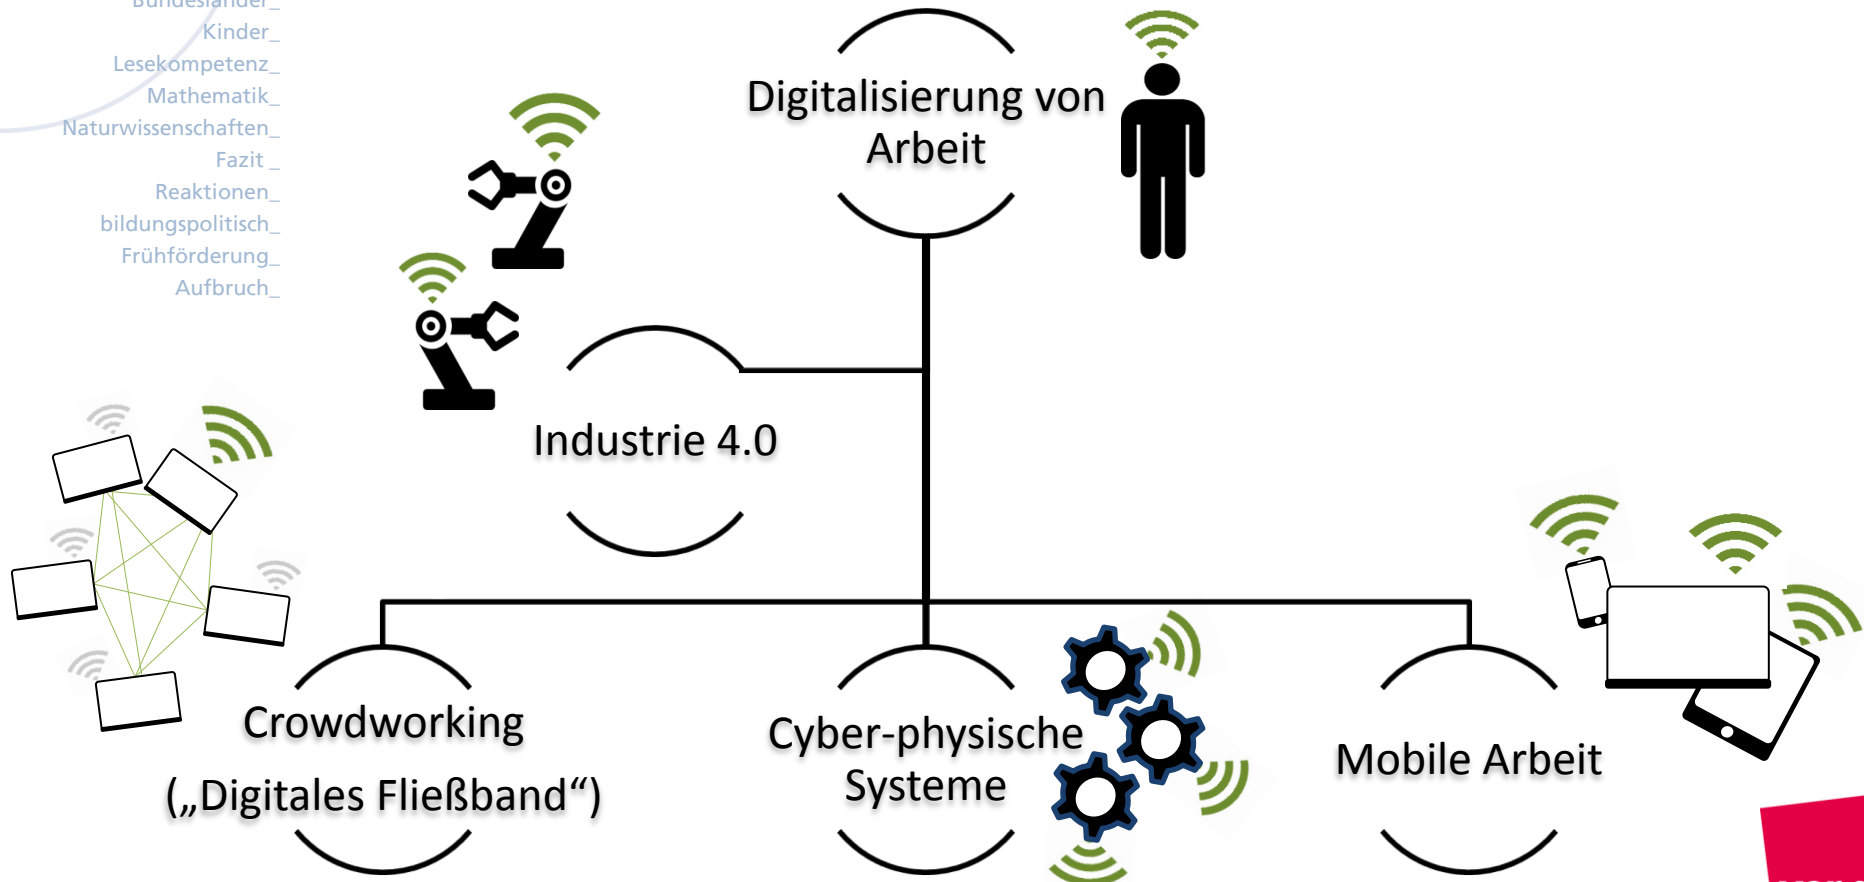 Bundesländer_
Kinder_
Lesekompetenz_
Mathematik_
Naturwissenschaften_
Fazit _
Reaktionen_
bildungspolitisch_
Frühförderung_
Aufbruch_
Digitalisierung von
Arbeit
Industrie 4.0
Crowdworking
(„Digitales Fließband“)
Cyber-physische
Systeme
Mobile Arbeit